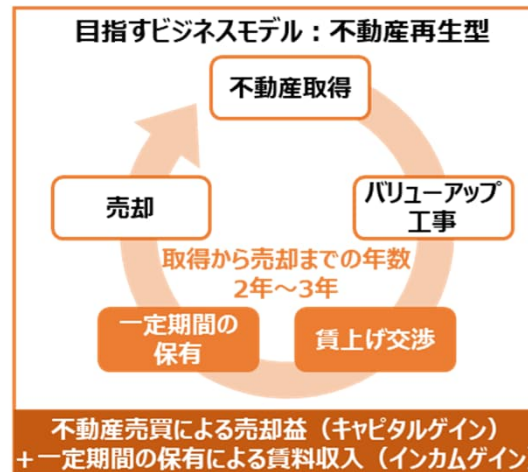 目指すビジネスモデル：不動産再生型
不動産取得
バリューアップ
工事
賃上げ交渉
一定期間の
保有
売却
取得から売却までの年数
2年～3年
不動産売買による売却益（キャピタルゲイン）
＋一定期間の保有による賃料収入（インカムゲイン）